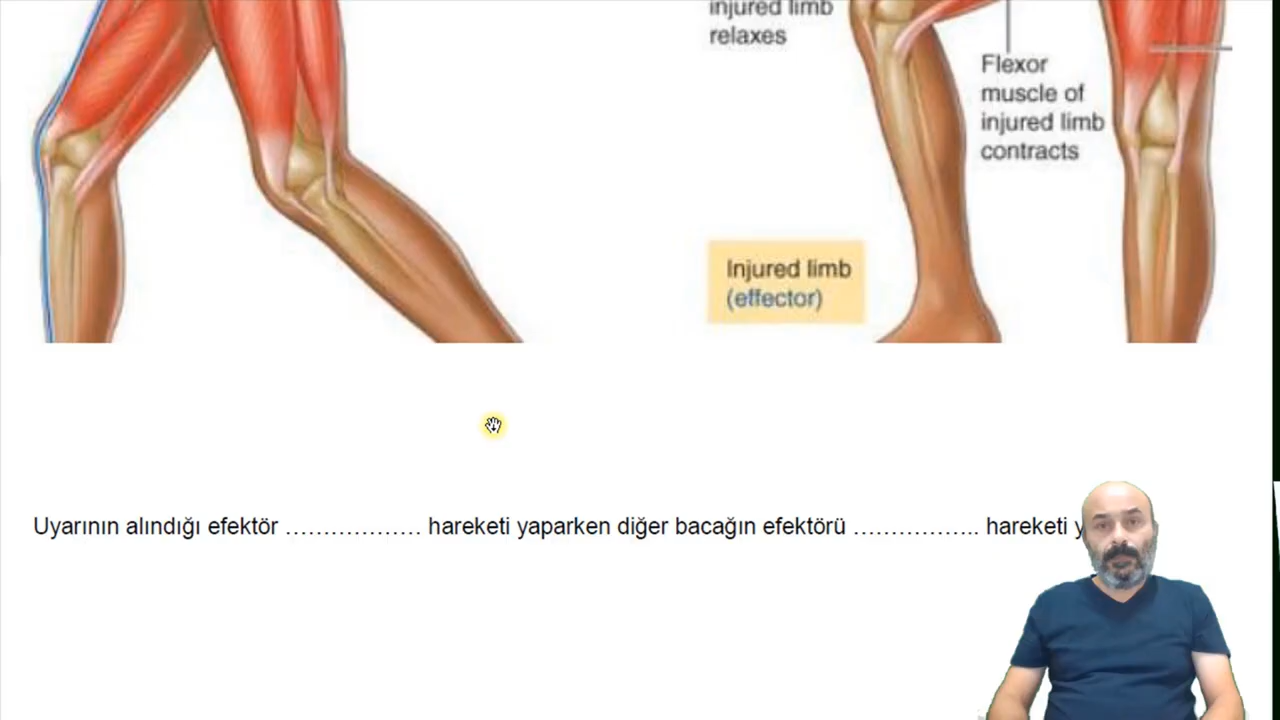 injured limb
relaxes
Flexor
muscle of
injured limb
contracts
Injured limb
(effector)
Uyarının alındığı efektör ……………… hareketi yaparken diğer bacağın efektörü …………….. hareketi